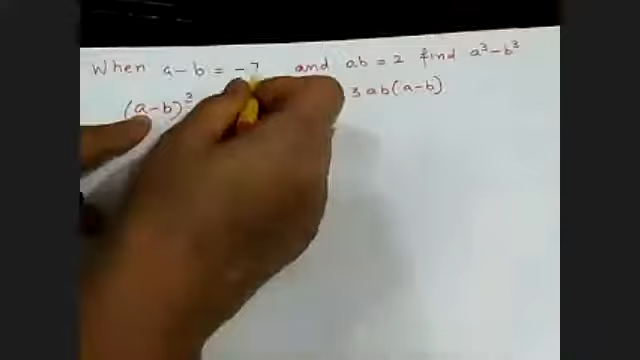 When a-b = -7 and ab = 2 find a³-b³
(a-b)³ 3ab(a-b)